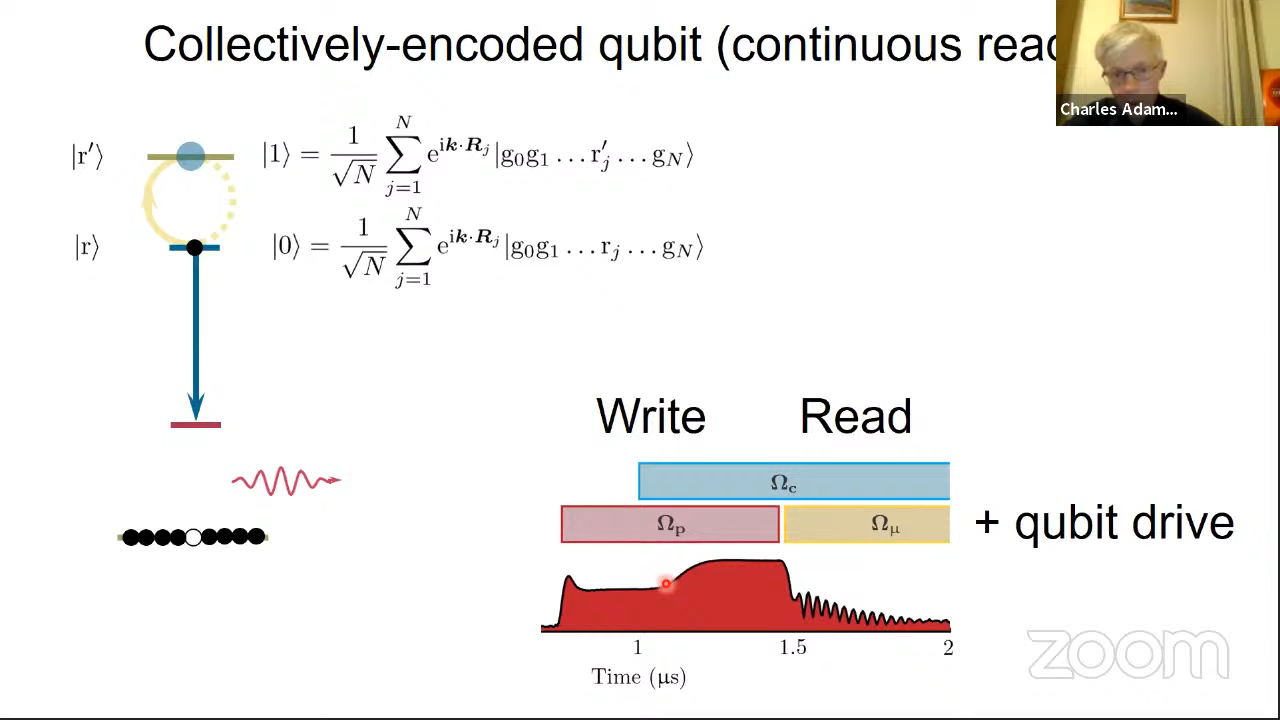 Collectively-encoded qubit (continuous
Charles Adam...
|r′⟩ |1⟩ = 1/√N ∑_{j=1}^{N} e^{ik·R_j} |g₀g₁ … r′_j … g_N⟩
|r⟩ |0⟩ = 1/√N ∑_{j=1}^{N} e^{ik·R_j} |g₀g₁ … r_j … g_N⟩
Write Read
Ω_c
Ω_p Ω_μ + qubit drive
1 1.5 2
Time (μs)
zoom